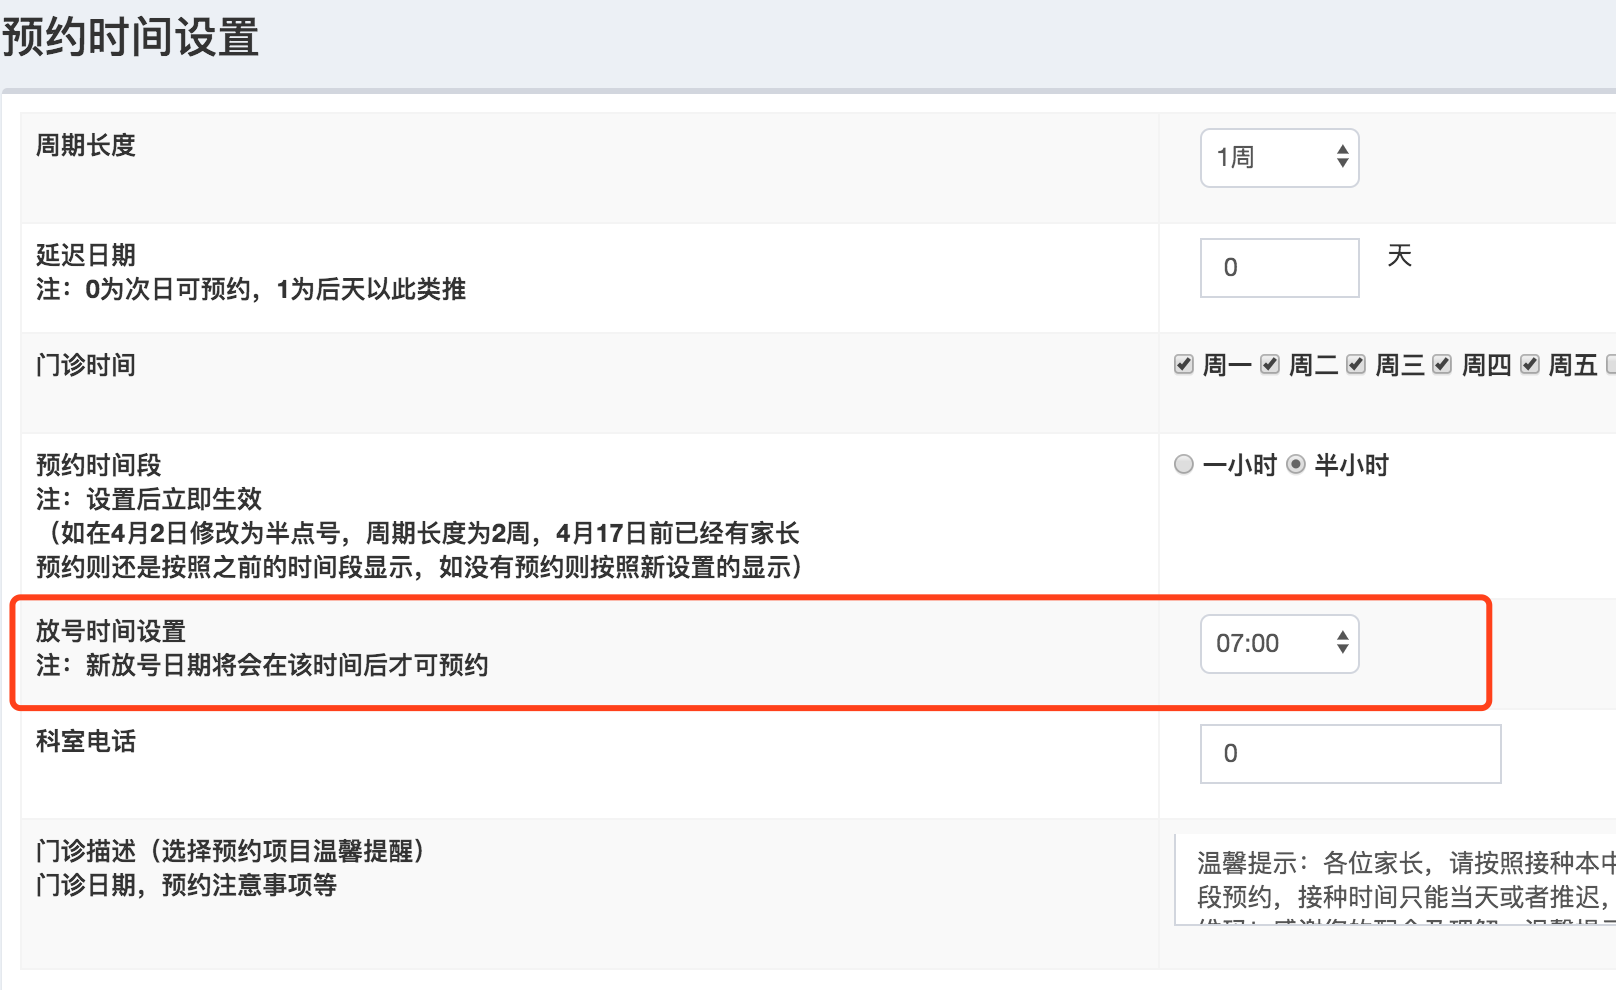 预约时间设置
周期长度
1周
延迟日期
注：0为次日可预约，1为后天以此类推
0
天
门诊时间
周一 周二 周三 周四 周五
预约时间段
注：设置后立即生效
（如在4月2日修改为半点号，周期长度为2周，4月17日前已经有家长
预约则还是按照之前的时间段显示，如没有预约则按照新设置的显示）
一小时 半小时
放号时间设置
注：新放号日期将会在该时间后才可预约
07:00
科室电话
0
门诊描述（选择预约项目温馨提醒）
门诊日期，预约注意事项等
温馨提示：各位家长，请按照接种本中
段预约，接种时间只能当天或者推迟，